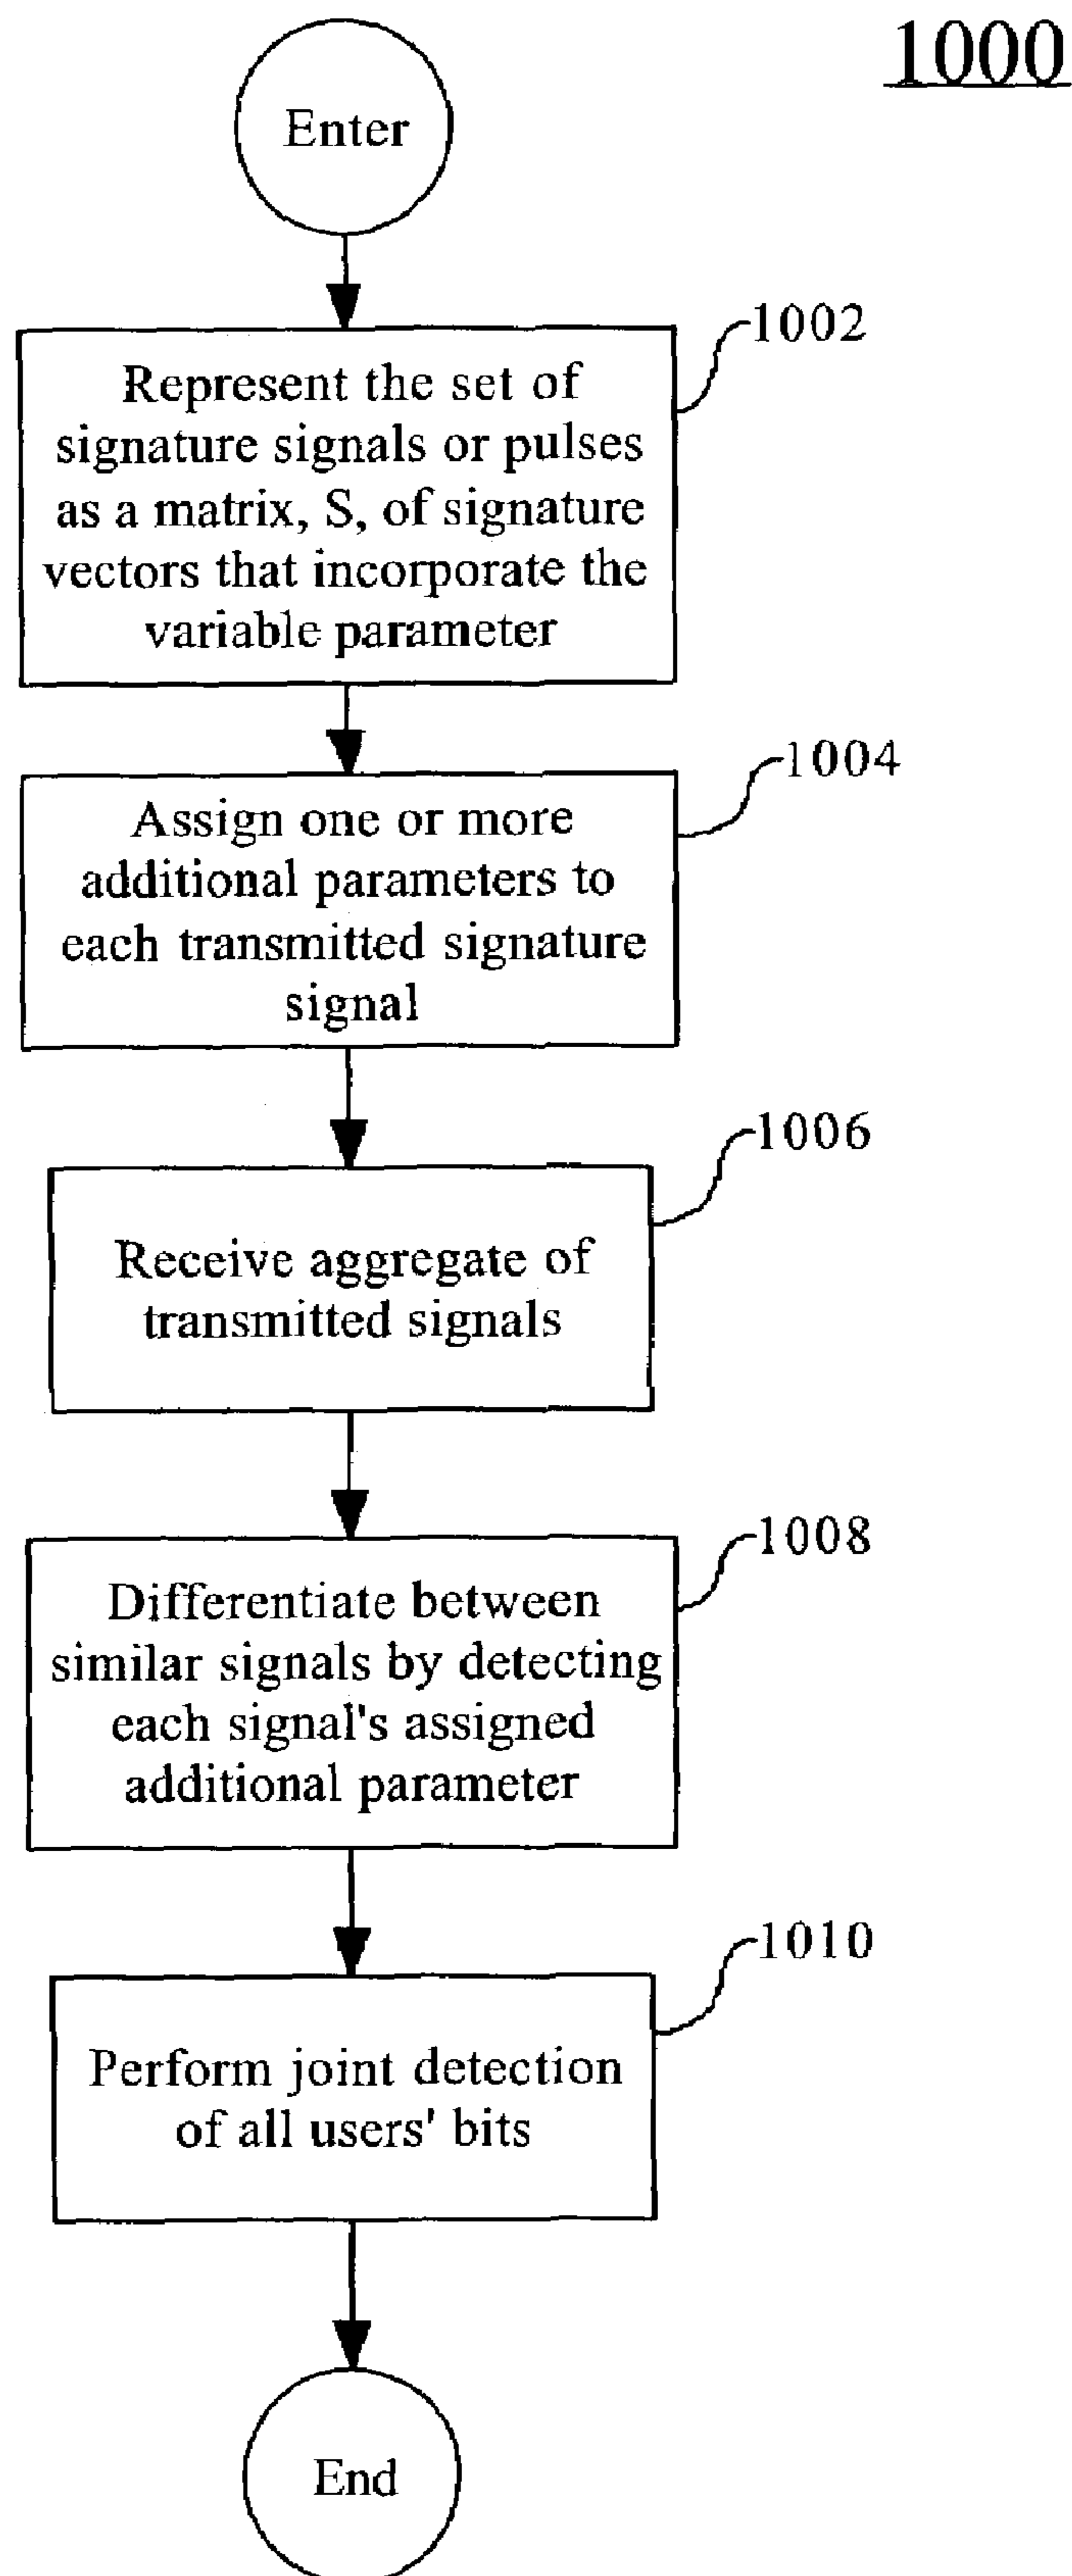 1000
Enter
1002
Represent the set of
signature signals or pulses
as a matrix, S, of signature
vectors that incorporate the
variable parameter
1004
Assign one or more
additional parameters to
each transmitted signature
signal
1006
Receive aggregate of
transmitted signals
1008
Differentiate between
similar signals by detecting
each signal's assigned
additional parameter
1010
Perform joint detection
of all users' bits
End